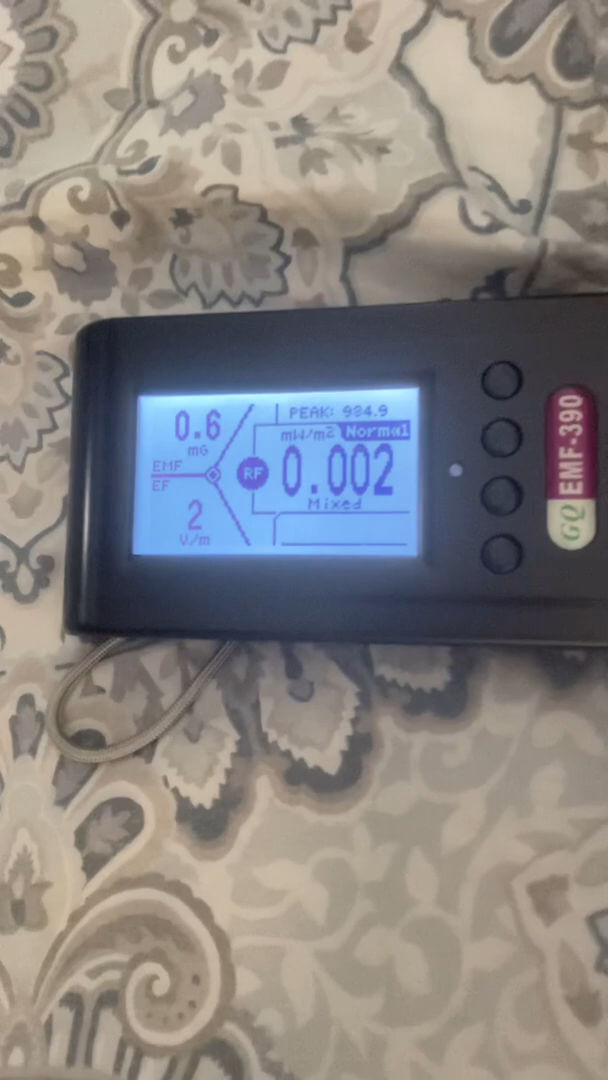 0.6
mG
EMF
EF
2
V/m
PEAK: 984.9
mW/m2 Normal
RF
0.002
Mixed
GQ EMF-390